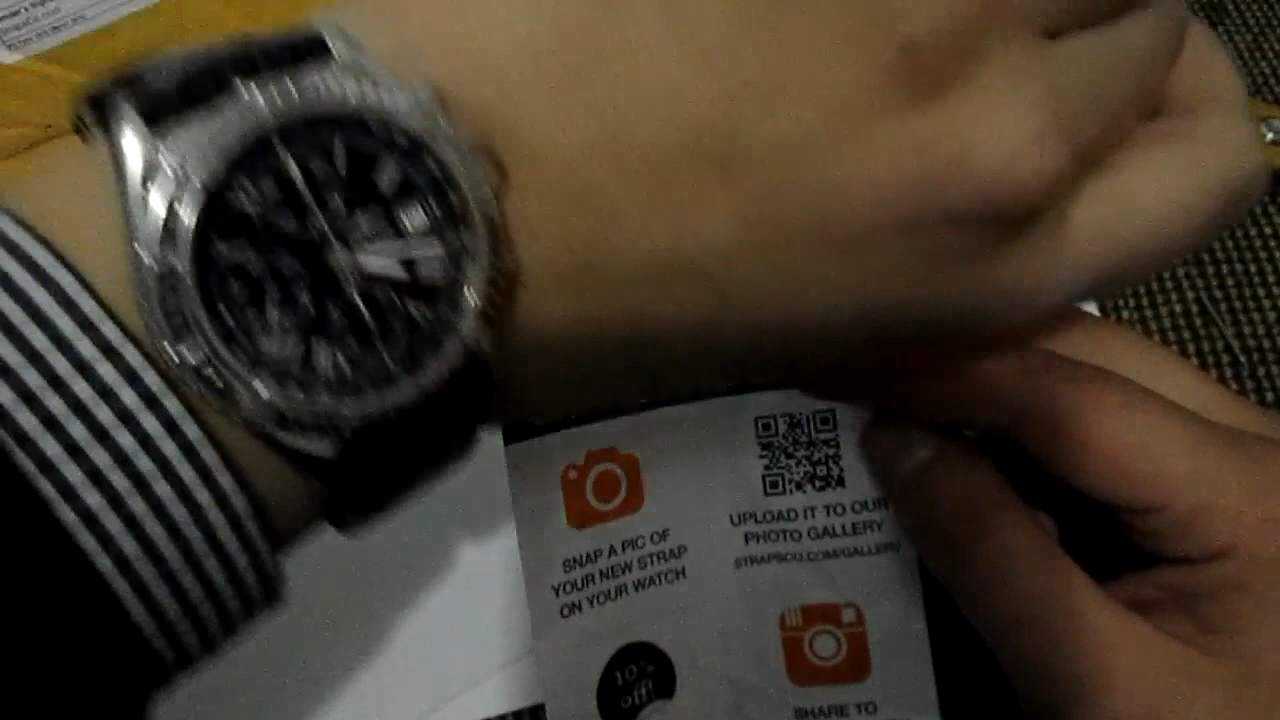 SNAP A PIC OF
YOUR NEW STRAP
ON YOUR WATCH
UPLOAD IT TO OUR
PHOTO GALLERY
STRAPSCO.COM/GALLERY
10%
off!
SHARE TO